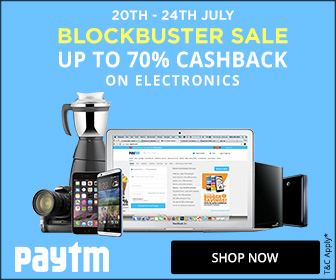 20TH - 24TH JULY
BLOCKBUSTER SALE
UP TO 70% CASHBACK
ON ELECTRONICS
paytm
SHOP NOW
T&C Apply*